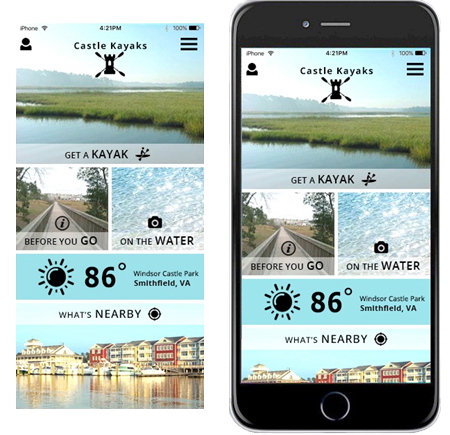 iPhone 4:21PM 100%
Castle Kayaks
GET A KAYAK
BEFORE YOU GO
ON THE WATER
86°
Windsor Castle Park
Smithfield, VA
WHAT'S NEARBY
iPhone 4:21PM 100%
Castle Kayaks
GET A KAYAK
BEFORE YOU GO
ON THE WATER
86°
Windsor Castle Park
Smithfield, VA
WHAT'S NEARBY